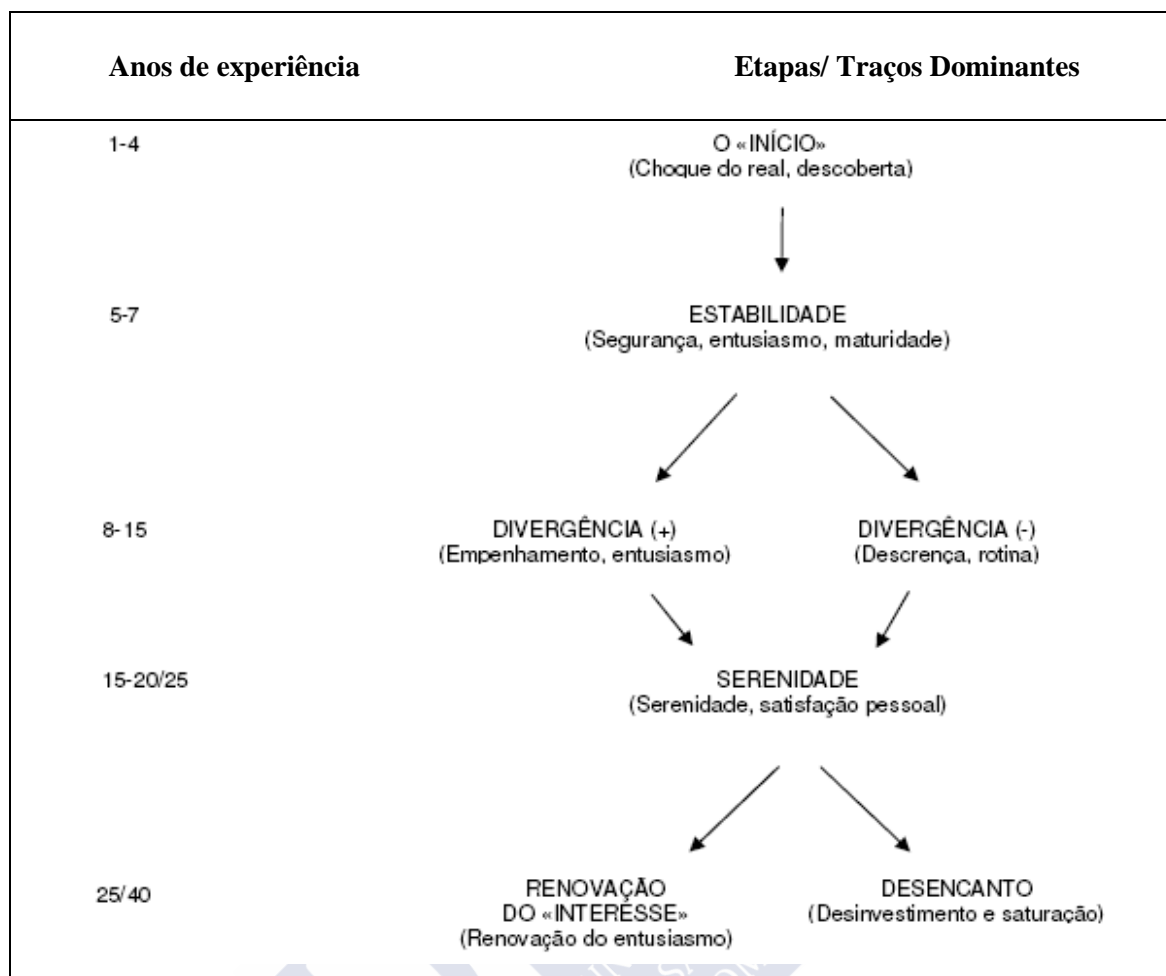 Anos de experiência Etapas/ Traços Dominantes
1-4 O «INÍCIO»
(Choque do real, descoberta)
5-7 ESTABILIDADE
(Segurança, entusiasmo, maturidade)
8-15 DIVERGÊNCIA (+) DIVERGÊNCIA (-)
(Empenhamento, entusiasmo) (Descrença, rotina)
15-20/25 SERENIDADE
(Serenidade, satisfação pessoal)
25/40 RENOVAÇÃO DESENCANTO
DO «INTERESSE» (Desinvestimento e saturação)
(Renovação do entusiasmo)